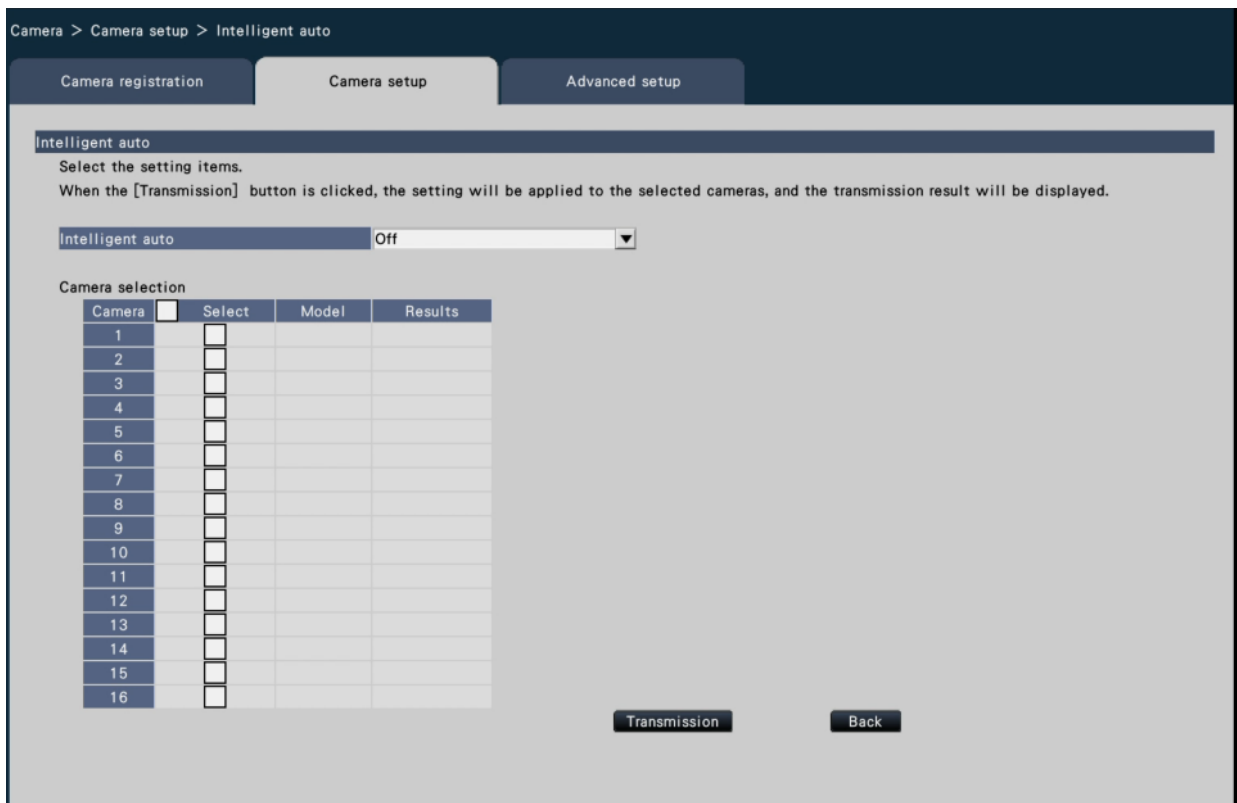 Camera > Camera setup > Intelligent auto
Camera registration Camera setup Advanced setup
Intelligent auto
Select the setting items.
When the [Transmission] button is clicked, the setting will be applied to the selected cameras, and the transmission result will be displayed.
Intelligent auto Off
Camera selection
Camera Select Model Results
1
2
3
4
5
6
7
8
9
10
11
12
13
14
15
16
Transmission Back